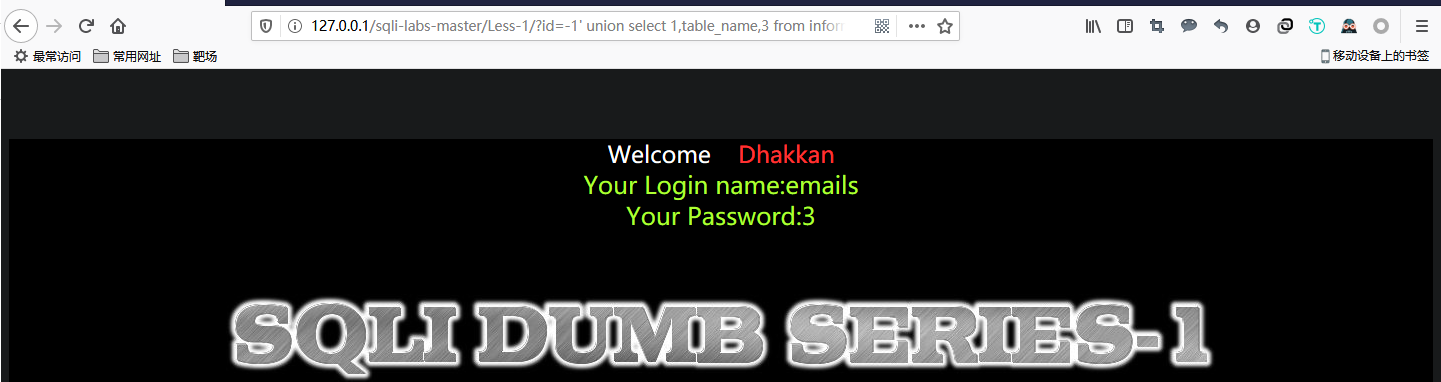 127.0.0.1/sqli-labs-master/Less-1/?id=-1' union select 1,table_name,3 from infor
最常访问 常用网址 靶场 移动设备上的书签
Welcome Dhakkan
Your Login name:emails
Your Password:3
SQLI DUMB SERIES-1